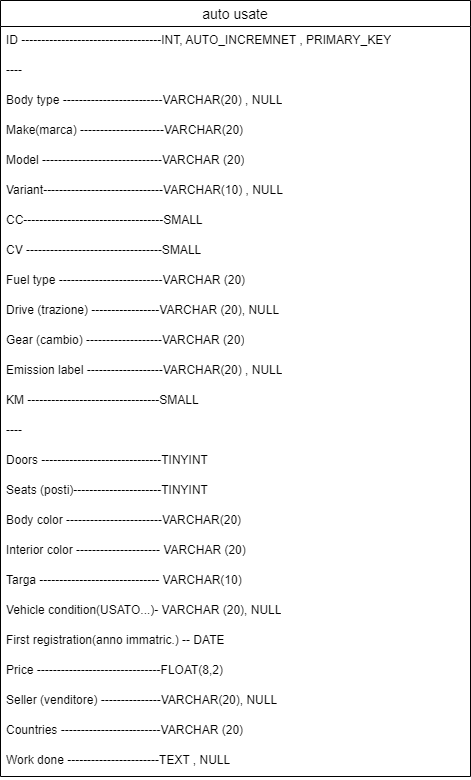 auto usate
ID -----------------------------------INT, AUTO_INCREMNET , PRIMARY_KEY
----
Body type -------------------------VARCHAR(20) , NULL
Make(marca) ---------------------VARCHAR(20)
Model ------------------------------VARCHAR (20)
Variant------------------------------VARCHAR(10) , NULL
CC-----------------------------------SMALL
CV ----------------------------------SMALL
Fuel type --------------------------VARCHAR (20)
Drive (trazione) -----------------VARCHAR (20), NULL
Gear (cambio) -------------------VARCHAR (20)
Emission label -------------------VARCHAR(20) , NULL
KM ---------------------------------SMALL
----
Doors ------------------------------TINYINT
Seats (posti)----------------------TINYINT
Body color ------------------------VARCHAR(20)
Interior color --------------------- VARCHAR (20)
Targa ------------------------------ VARCHAR(10)
Vehicle condition(USATO...)- VARCHAR (20), NULL
First registration(anno immatric.) -- DATE
Price -------------------------------FLOAT(8,2)
Seller (venditore) ---------------VARCHAR(20), NULL
Countries -------------------------VARCHAR (20)
Work done -----------------------TEXT , NULL